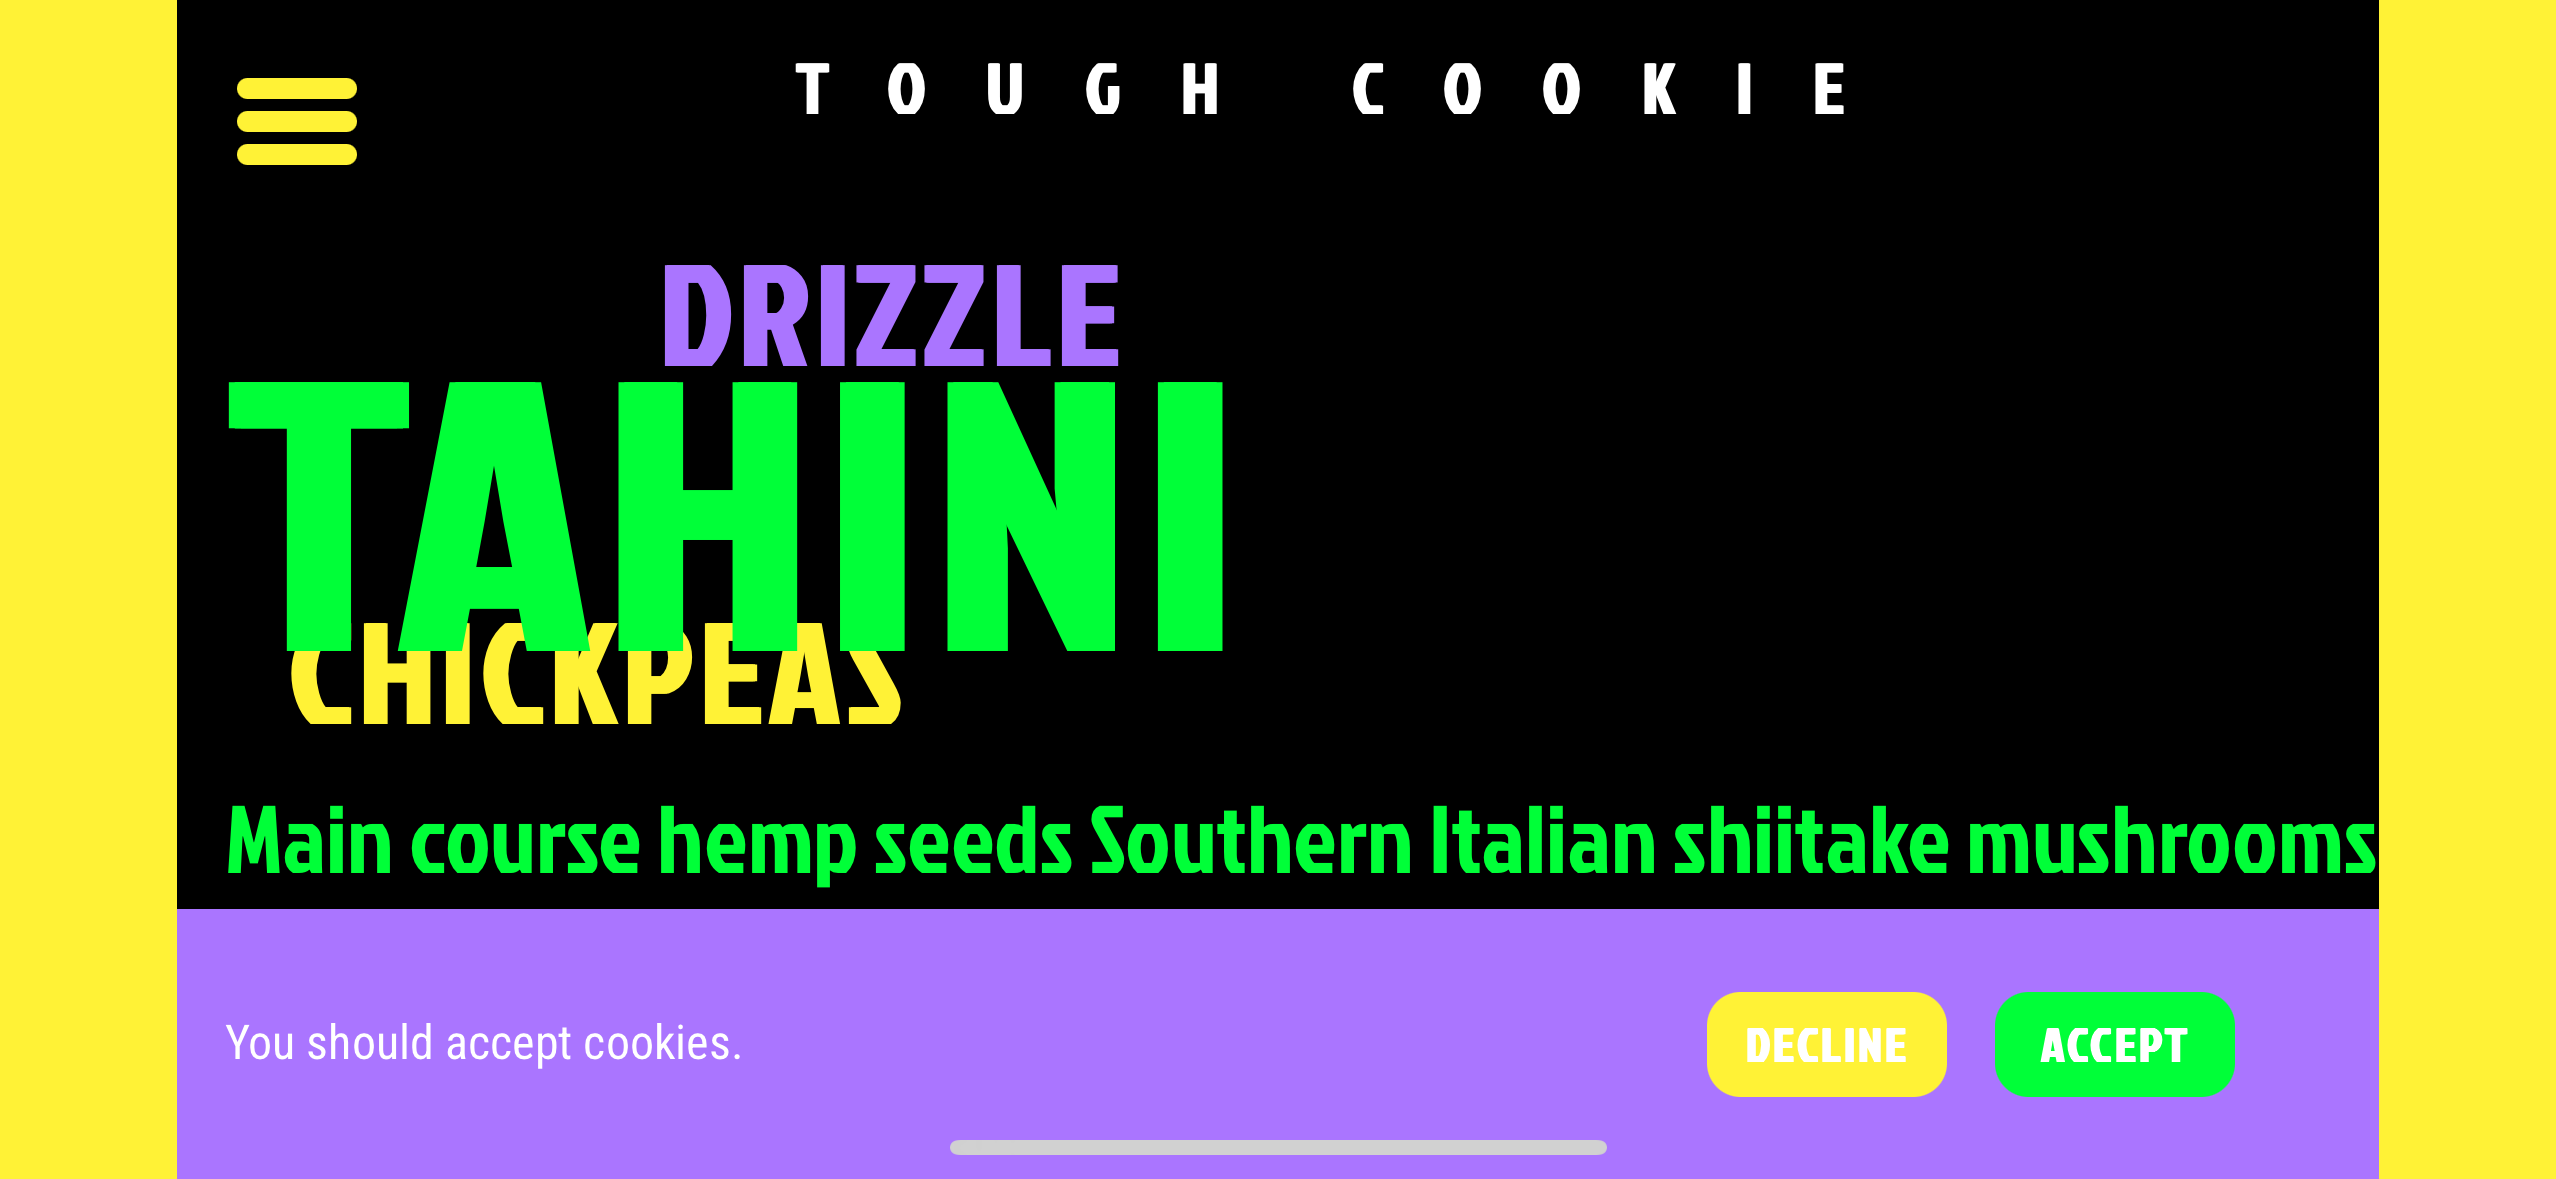 TOUGH COOKIE
DRIZZLE
TAHINI
CHICKPEAS
Main course hemp seeds Southern Italian shiitake mushrooms
You should accept cookies.
DECLINE
ACCEPT